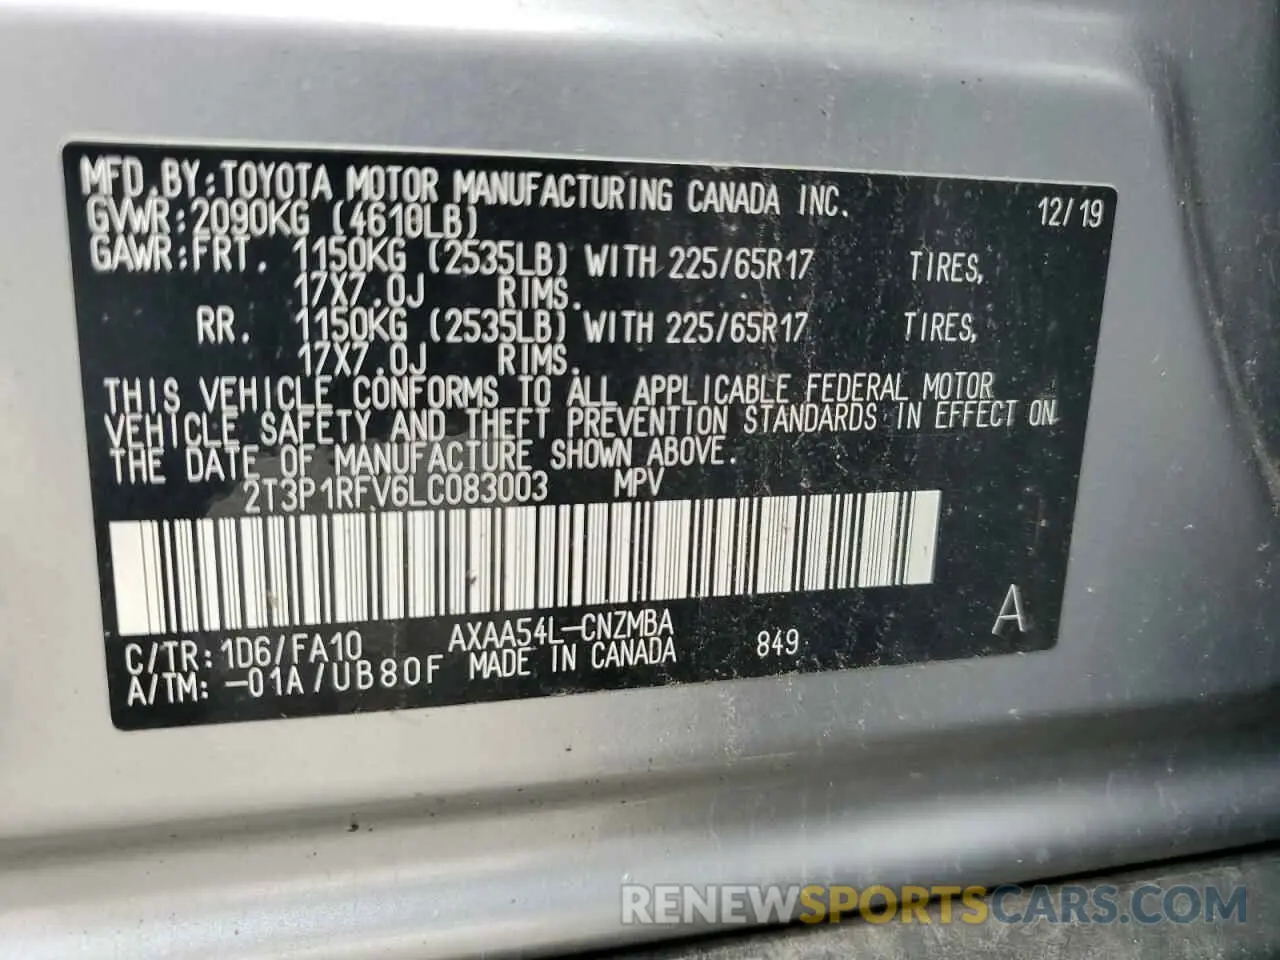 MFD.BY:TOYOTA MOTOR MANUFACTURING CANADA INC. 12/19
GVWR:2090KG (4610LB)
GAWR:FRT. 1150KG (2535LB) WITH 225/65R17 TIRES,
17X7.0J RIMS.
RR. 1150KG (2535LB) WITH 225/65R17 TIRES,
17X7.0J RIMS.
THIS VEHICLE CONFORMS TO ALL APPLICABLE FEDERAL MOTOR
VEHICLE SAFETY AND THEFT PREVENTION STANDARDS IN EFFECT ON
THE DATE OF MANUFACTURE SHOWN ABOVE.
2T3P1RFV6LC083003 MPV
C/TR:1D6/FA10 AXAA54L-CNZMBA 849 A
A/TM:-01A/UB80F MADE IN CANADA
RENEWSPORTSCARS.COM